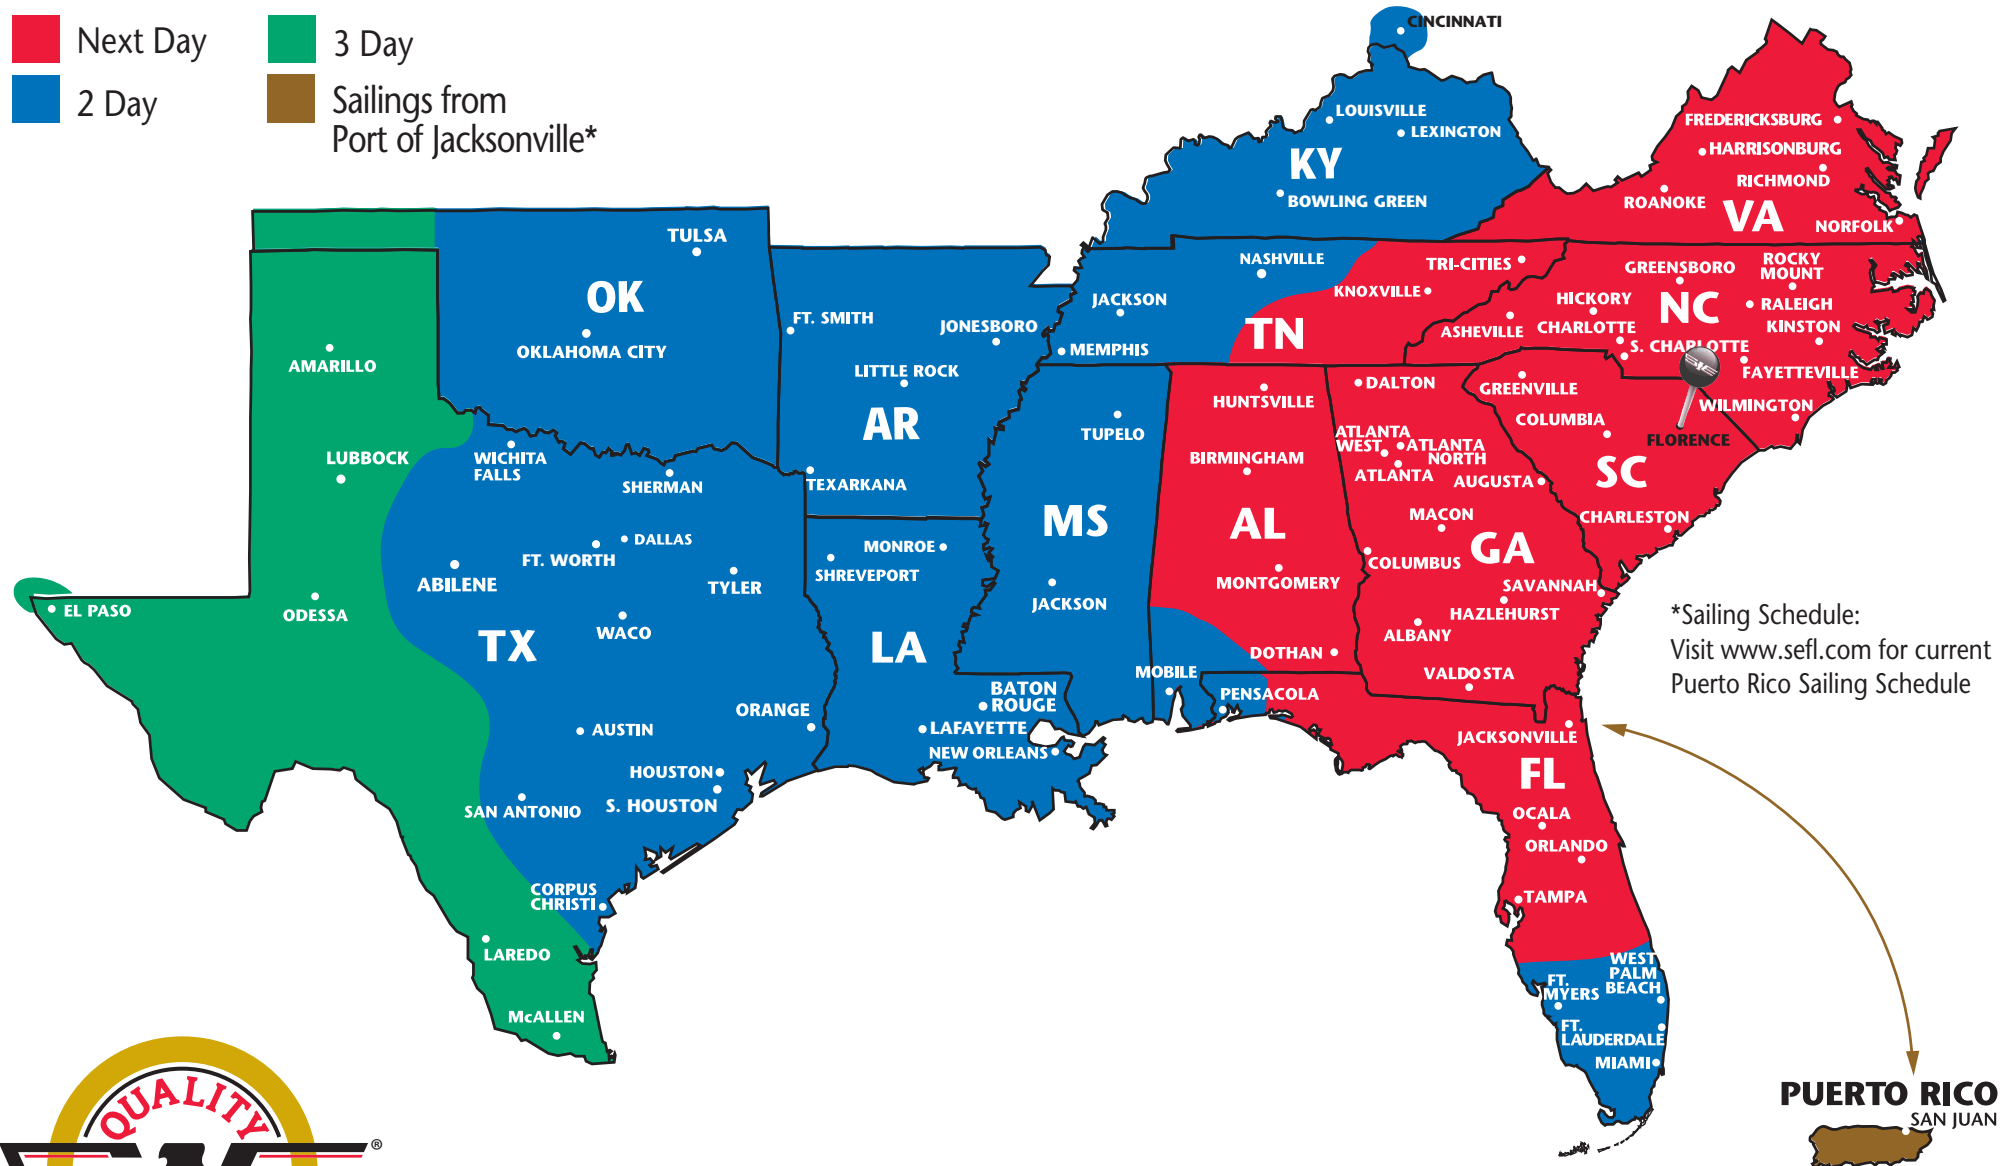 Next Day
3 Day
2 Day
Sailings from
Port of Jacksonville*
CINCINNATI
LOUISVILLE
LEXINGTON
KY
BOWLING GREEN
FREDERICKSBURG
HARRISONBURG
RICHMOND
ROANOKE
VA
NORFOLK
TULSA
OK
OKLAHOMA CITY
NASHVILLE
TRI-CITIES
KNOXVILLE
JACKSON
TN
MEMPHIS
GREENSBORO
ROCKY
MOUNT
HICKORY
NC
RALEIGH
ASHEVILLE
CHARLOTTE
KINSTON
S. CHARLOTTE
FAYETTEVILLE
WILMINGTON
FT. SMITH
JONESBORO
LITTLE ROCK
AR
TEXARKANA
AMARILLO
LUBBOCK
WICHITA
FALLS
SHERMAN
DALLAS
FT. WORTH
ABILENE
TYLER
EL PASO
ODESSA
WACO
TX
AUSTIN
ORANGE
HOUSTON
S. HOUSTON
SAN ANTONIO
CORPUS
CHRISTI
LAREDO
McALLEN
MONROE
SHREVEPORT
LA
BATON
ROUGE
LAFAYETTE
NEW ORLEANS
TUPELO
MS
JACKSON
HUNTSVILLE
BIRMINGHAM
AL
MONTGOMERY
DOTHAN
MOBILE
DALTON
ATLANTA
WEST
ATLANTA
NORTH
ATLANTA
AUGUSTA
MACON
GA
COLUMBUS
SAVANNAH
HAZLEHURST
ALBANY
VALDOSTA
GREENVILLE
COLUMBIA
FLORENCE
SC
CHARLESTON
PENSACOLA
JACKSONVILLE
FL
OCALA
ORLANDO
TAMPA
WEST
PALM
BEACH
FT.
MYERS
FT.
LAUDERDALE
MIAMI
*Sailing Schedule:
Visit www.sefl.com for current
Puerto Rico Sailing Schedule
PUERTO RICO
SAN JUAN
QUALITY
®